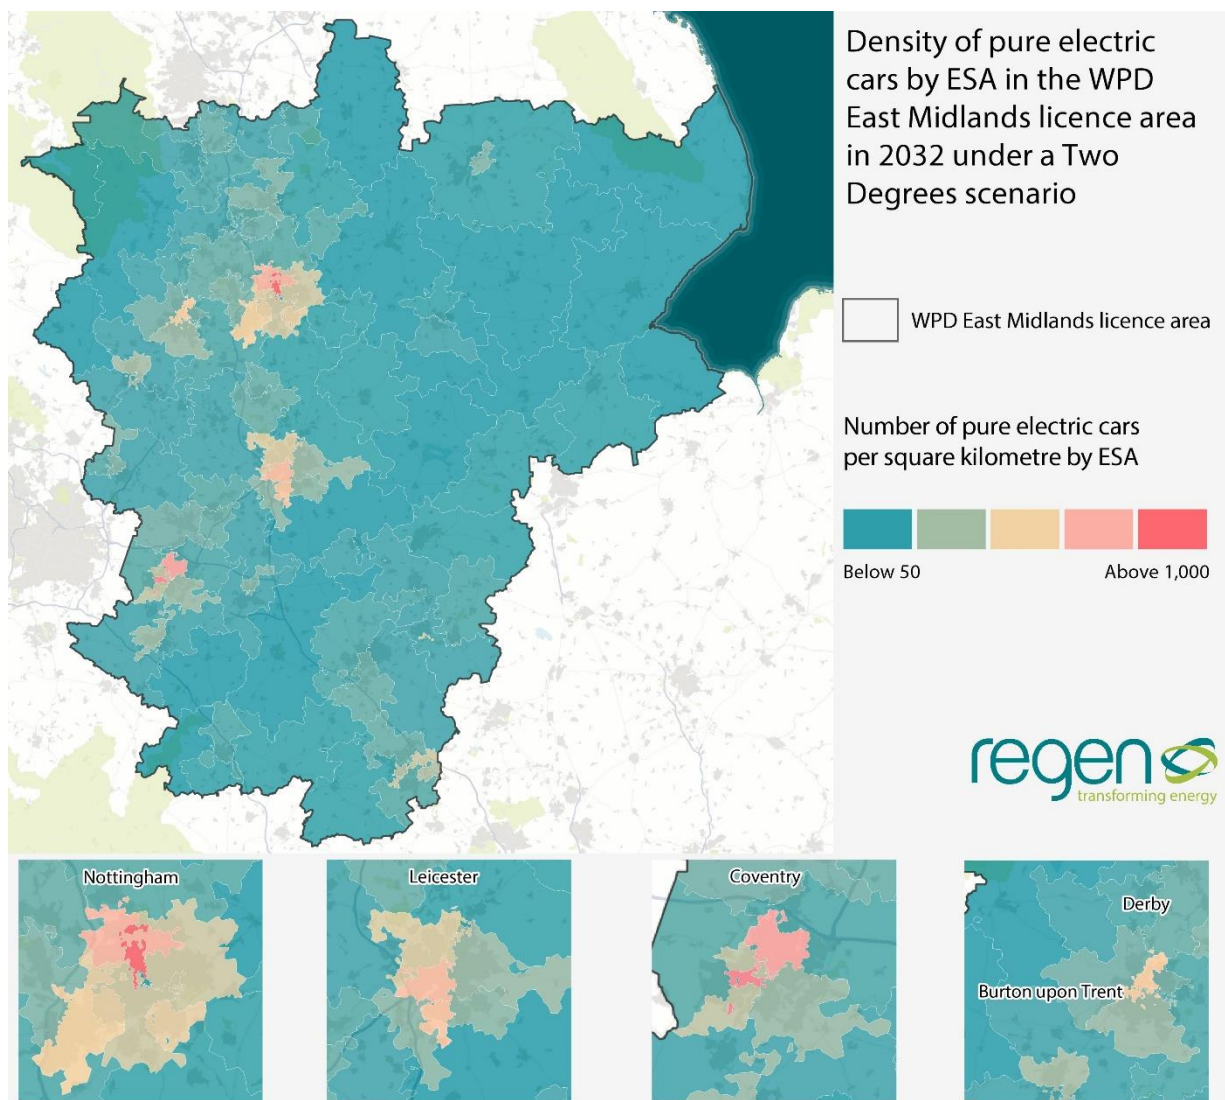 Density of pure electric
cars by ESA in the WPD
East Midlands licence area
in 2032 under a Two
Degrees scenario
WPD East Midlands licence area
Number of pure electric cars
per square kilometre by ESA
Below 50
Above 1,000
regen
transforming energy
Nottingham
Leicester
Coventry
Derby
Burton upon Trent